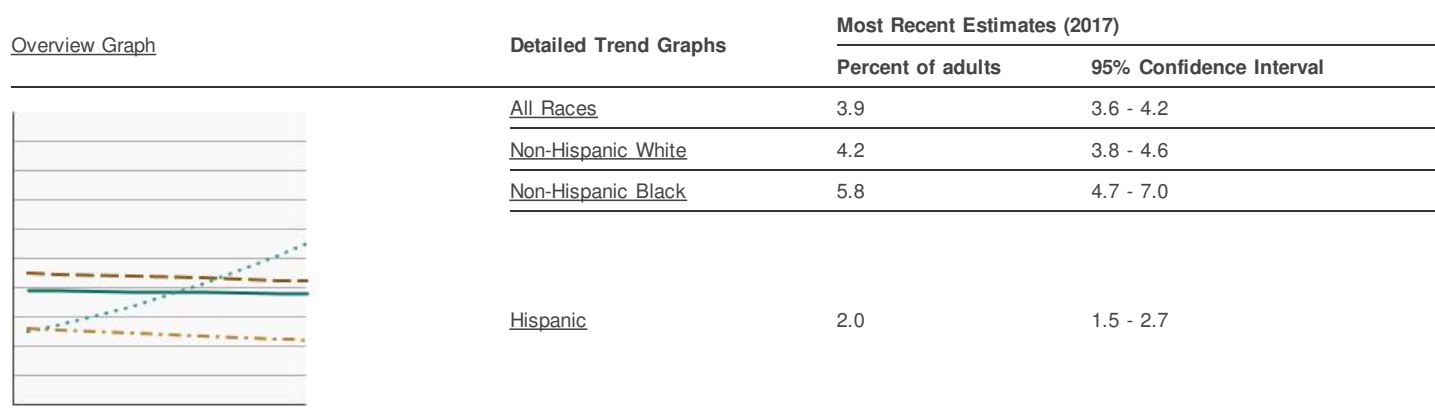 Overview Graph
Detailed Trend Graphs
Most Recent Estimates (2017)
Percent of adults
95% Confidence Interval
All Races 3.9 3.6 - 4.2
Non-Hispanic White 4.2 3.8 - 4.6
Non-Hispanic Black 5.8 4.7 - 7.0
Hispanic 2.0 1.5 - 2.7